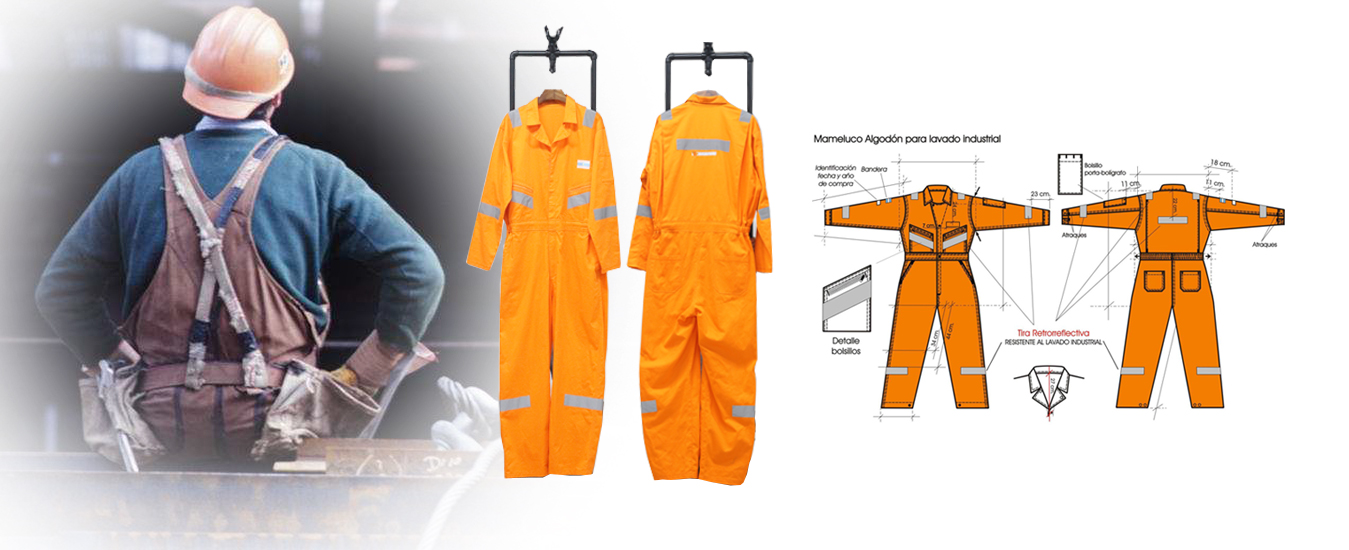 Mameluco Algodón para lavado industrial
Identificación
fecha y año
de compra
Bandera
23 cm.
Bolsillo
porta-bolígrafo
11 cm.
18 cm.
11 cm.
Atraques
Atraques
Detalle
bolsillos
Tira Retrorreflectiva
RESISTENTE AL LAVADO INDUSTRIAL